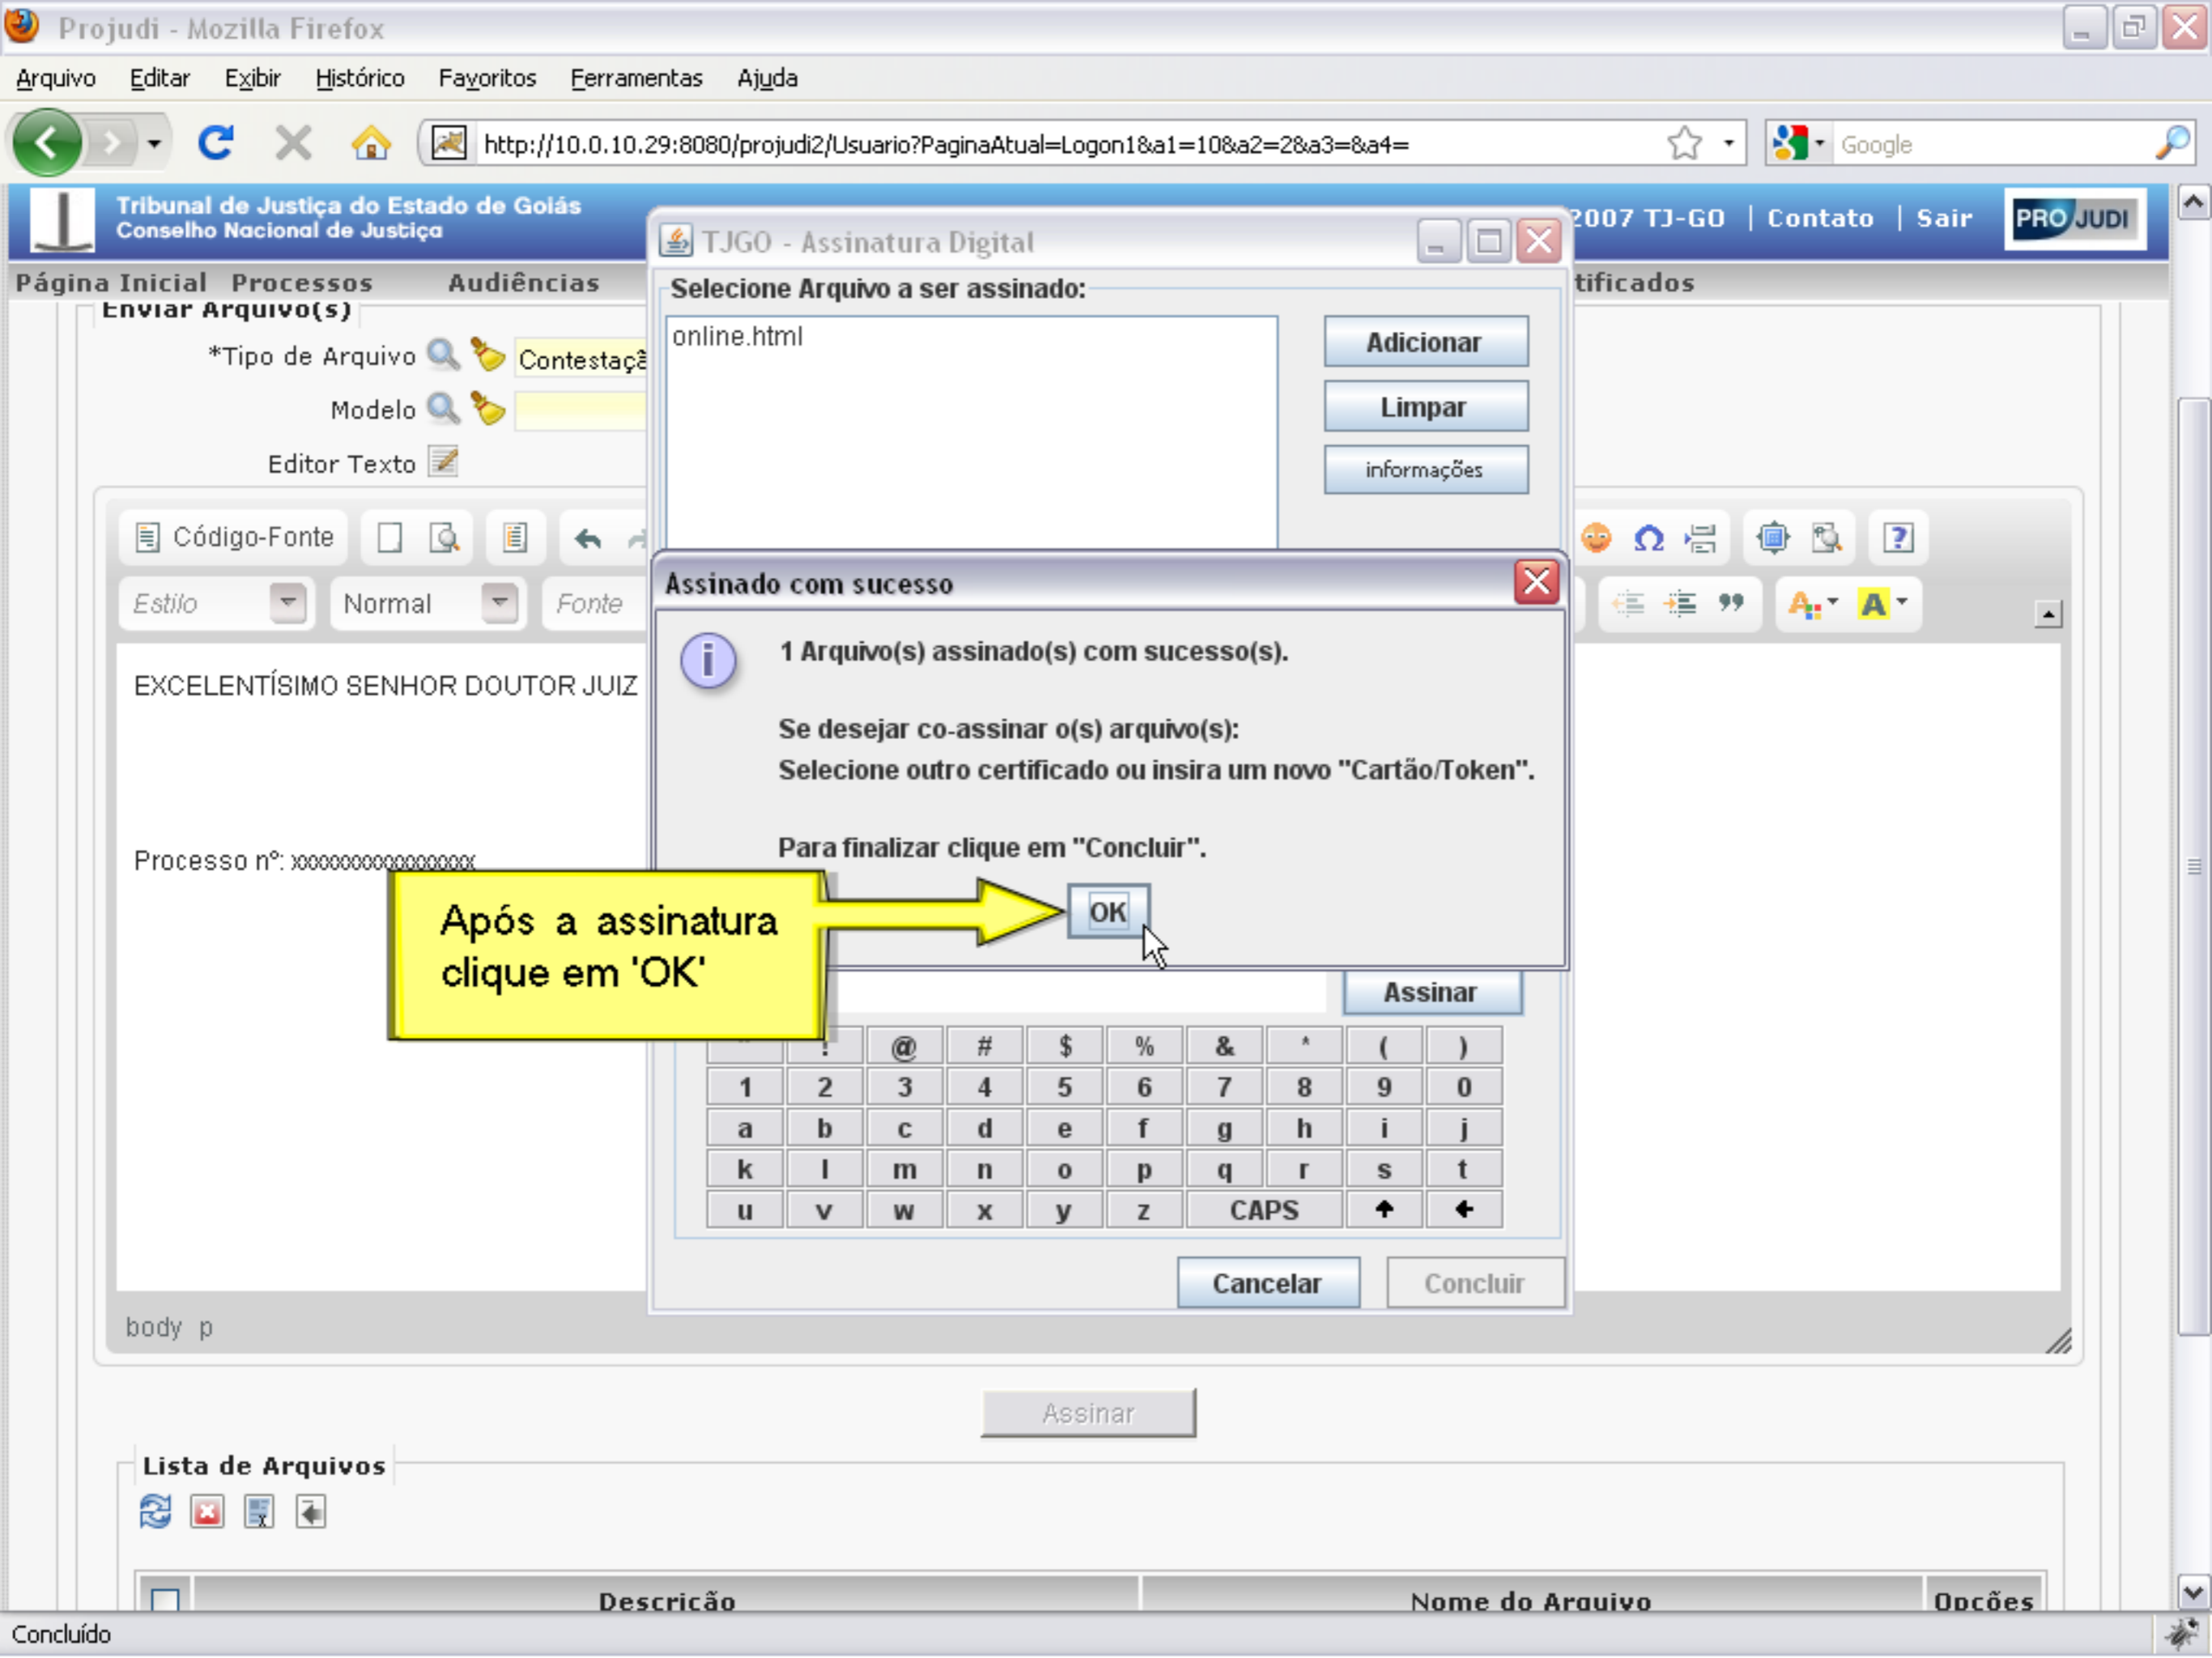 Projudi - Mozilla Firefox
Arquivo Editar Exibir Histórico Favoritos Ferramentas Ajuda
http://10.0.10.29:8080/projudi2/Usuario?PaginaAtual=Logon1&a1=10&a2=2&a3=&a4=
Google
Tribunal de Justiça do Estado de Goiás
Conselho Nacional de Justiça
2007 TJ-GO | Contato | Sair
PROJUDI
Página Inicial Processos Audiências tificados
TJGO - Assinatura Digital
Selecione Arquivo a ser assinado:
online.html
Adicionar
Limpar
informações
Enviar Arquivo(s)
*Tipo de Arquivo Contestaçã
Modelo
Editor Texto
Código-Fonte
Estilo Normal Fonte
EXCELENTÍSIMO SENHOR DOUTOR JUIZ
Processo nº: xxxxxxxxxxxxxxxxxx
Assinado com sucesso
1 Arquivo(s) assinado(s) com sucesso(s).
Se desejar co-assinar o(s) arquivo(s):
Selecione outro certificado ou insira um novo "Cartão/Token".
Para finalizar clique em "Concluir".
OK
Após a assinatura
clique em 'OK'
Assinar
! @ # $ % & * ( )
1 2 3 4 5 6 7 8 9 0
a b c d e f g h i j
k l m n o p q r s t
u v w x y z CAPS
Cancelar Concluir
body p
Assinar
Lista de Arquivos
Descrição Nome do Arquivo Opções
Concluído